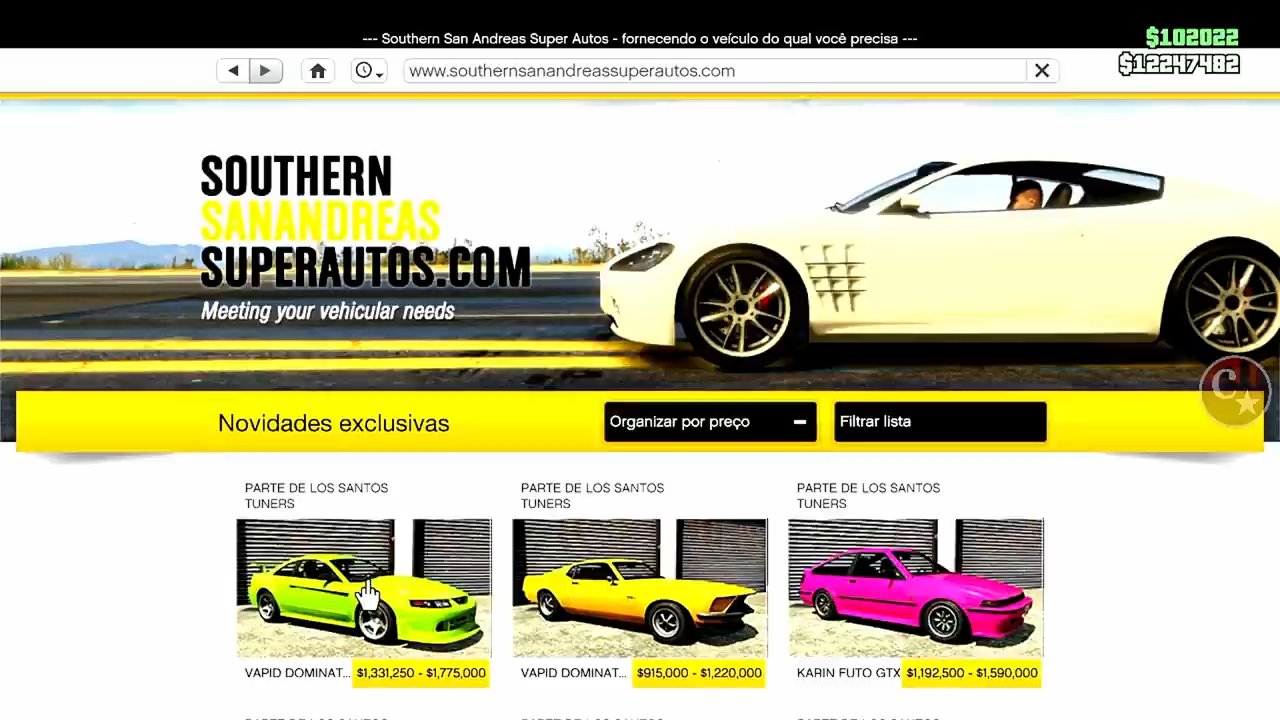 --- Southern San Andreas Super Autos - fornecendo o veículo do qual você precisa ---
$102022
$12247482
www.southernsanandreassuperautos.com
SOUTHERN
SANANDREAS
SUPERAUTOS.COM
Meeting your vehicular needs
Novidades exclusivas
Organizar por preço
Filtrar lista
PARTE DE LOS SANTOS
TUNERS
PARTE DE LOS SANTOS
TUNERS
PARTE DE LOS SANTOS
TUNERS
VAPID DOMINAT... $1,331,250 - $1,775,000
VAPID DOMINAT... $915,000 - $1,220,000
KARIN FUTO GTX $1,192,500 - $1,590,000